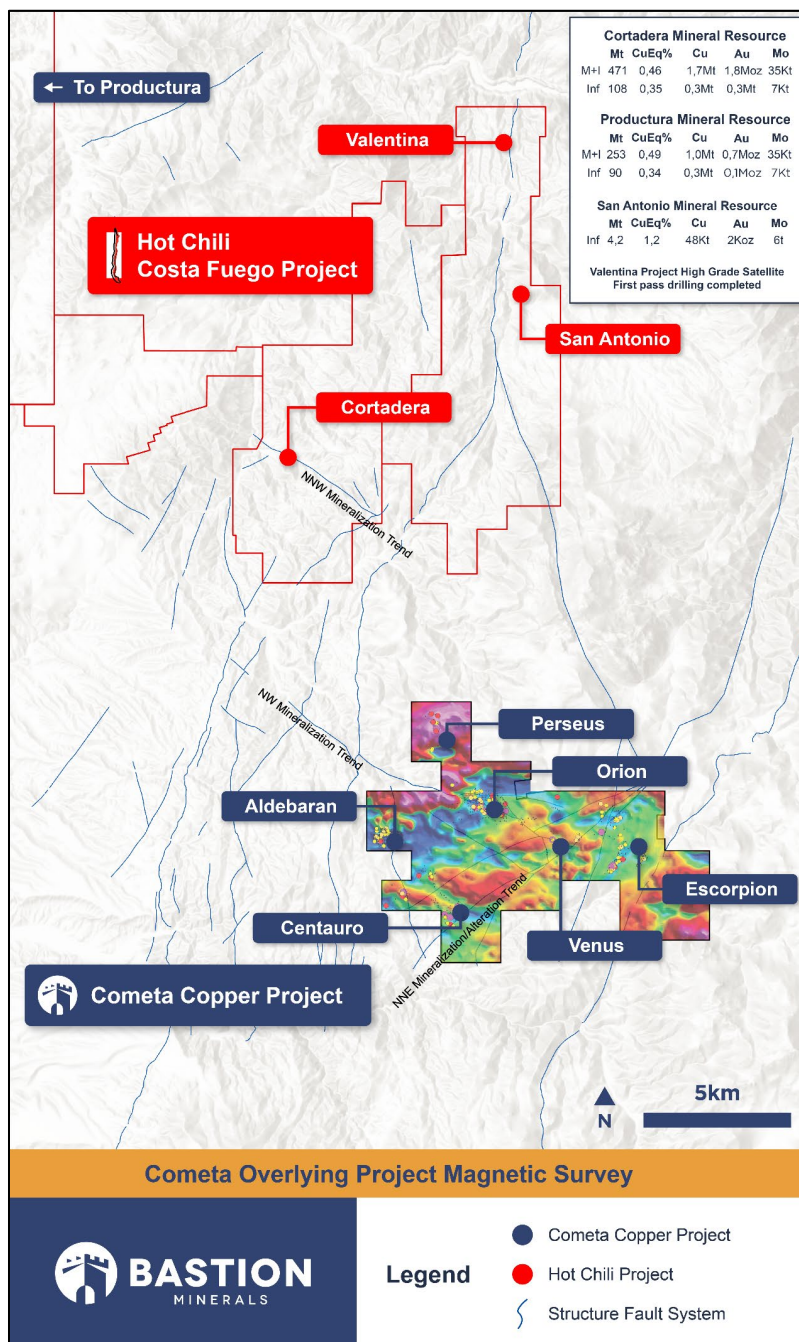 ← To Productura
Cortadera Mineral Resource
Mt CuEq% Cu Au Mo
M+I 471 0,46 1,7Mt 1,8Moz 35Kt
Inf 108 0,35 0,3Mt 0,3Mt 7Kt
Productura Mineral Resource
Mt CuEq% Cu Au Mo
M+I 253 0,49 1,0Mt 0,7Moz 35Kt
Inf 90 0,34 0,3Mt 0,1Moz 7Kt
San Antonio Mineral Resource
Mt CuEq% Cu Au Mo
Inf 4,2 1,2 48Kt 2Koz 6t
Valentina Project High Grade Satellite
First pass drilling completed
Valentina
Hot Chili
Costa Fuego Project
San Antonio
Cortadera
NNW Mineralization Trend
NW Mineralization Trend
Perseus
Orion
Aldebaran
Escorpion
Centauro
Venus
NNE Mineralization/Alteration Trend
Cometa Copper Project
5km
N
Cometa Overlying Project Magnetic Survey
BASTION
MINERALS
Legend
Cometa Copper Project
Hot Chili Project
Structure Fault System